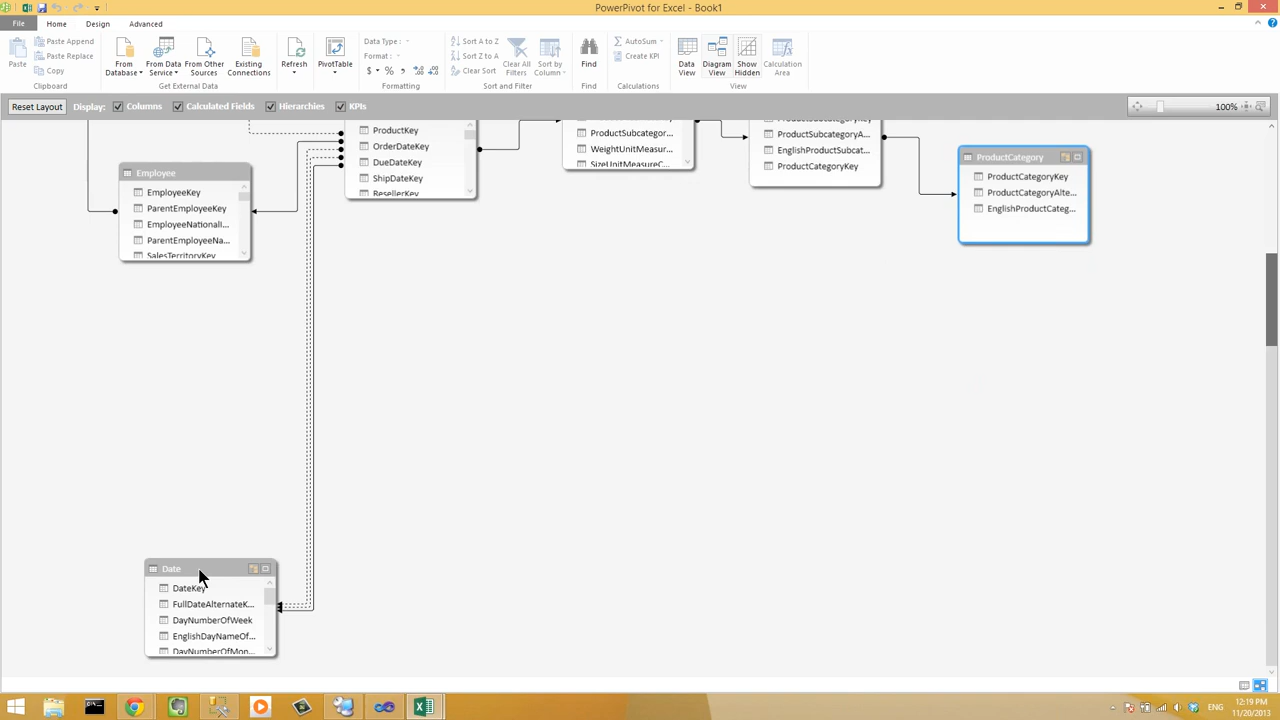 PowerPivot for Excel - Book1
File Home Design Advanced
Paste
Paste Append
Paste Replace
Copy
Clipboard
From Database
From Data Service
From Other Sources
Existing Connections
Get External Data
Refresh
PivotTable
Data Type :
Format :
$ % ,
Formatting
Sort A to Z
Sort Z to A
Clear Sort
Clear All Filters
Sort by Column
Sort and Filter
Find
Find
AutoSum
Create KPI
Calculations
Data View
Diagram View
Show Hidden
Calculation Area
View
Reset Layout Display: Columns Calculated Fields Hierarchies KPIs 100%
ProductKey
OrderDateKey
DueDateKey
ShipDateKey
ResellerKey
ProductSubcategor...
WeightUnitMeasur...
SizeUnitMeasureC...
ProductSubcategoryKey
ProductSubcategoryA...
EnglishProductSubcat...
ProductCategoryKey
ProductCategory
ProductCategoryKey
ProductCategoryAlte...
EnglishProductCateg...
Employee
EmployeeKey
ParentEmployeeKey
EmployeeNationali...
ParentEmployeeNa...
SalesTerritoryKey
Date
DateKey
FullDateAlternateK...
DayNumberOfWeek
EnglishDayNameOf...
DayNumberOfMon...
ENG
12:19 PM
11/20/2013